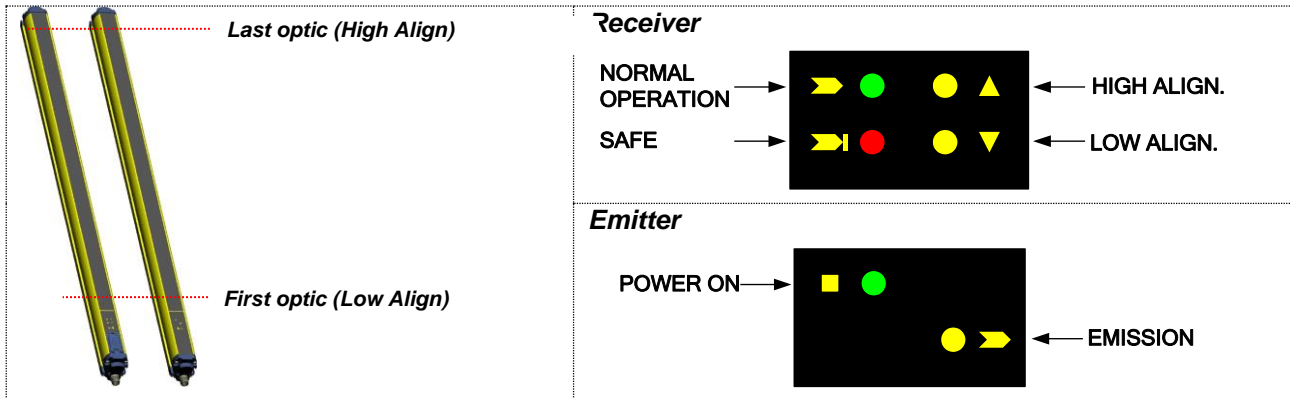 Last optic (High Align)
First optic (Low Align)
Receiver
NORMAL
OPERATION
HIGH ALIGN.
SAFE
LOW ALIGN.
Emitter
POWER ON
EMISSION